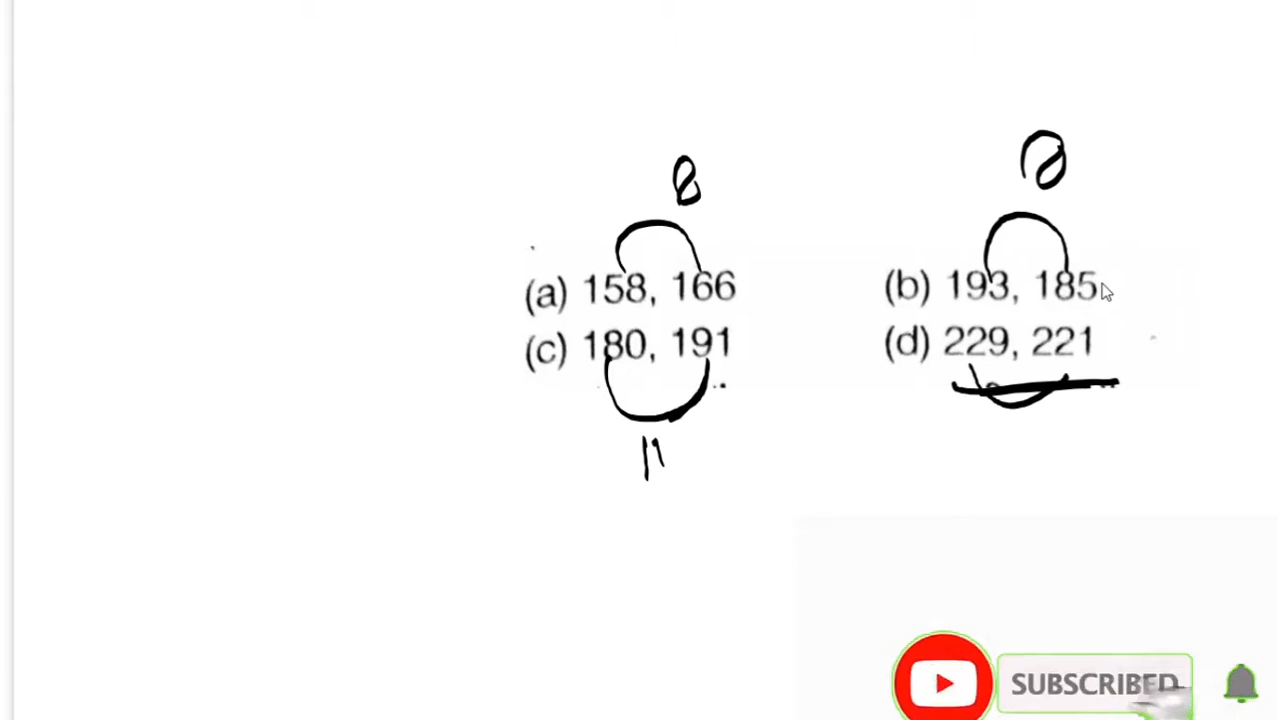 8
8
(a) 158, 166
(b) 193, 185
(c) 180, 191
(d) 229, 221
11
SUBSCRIBED